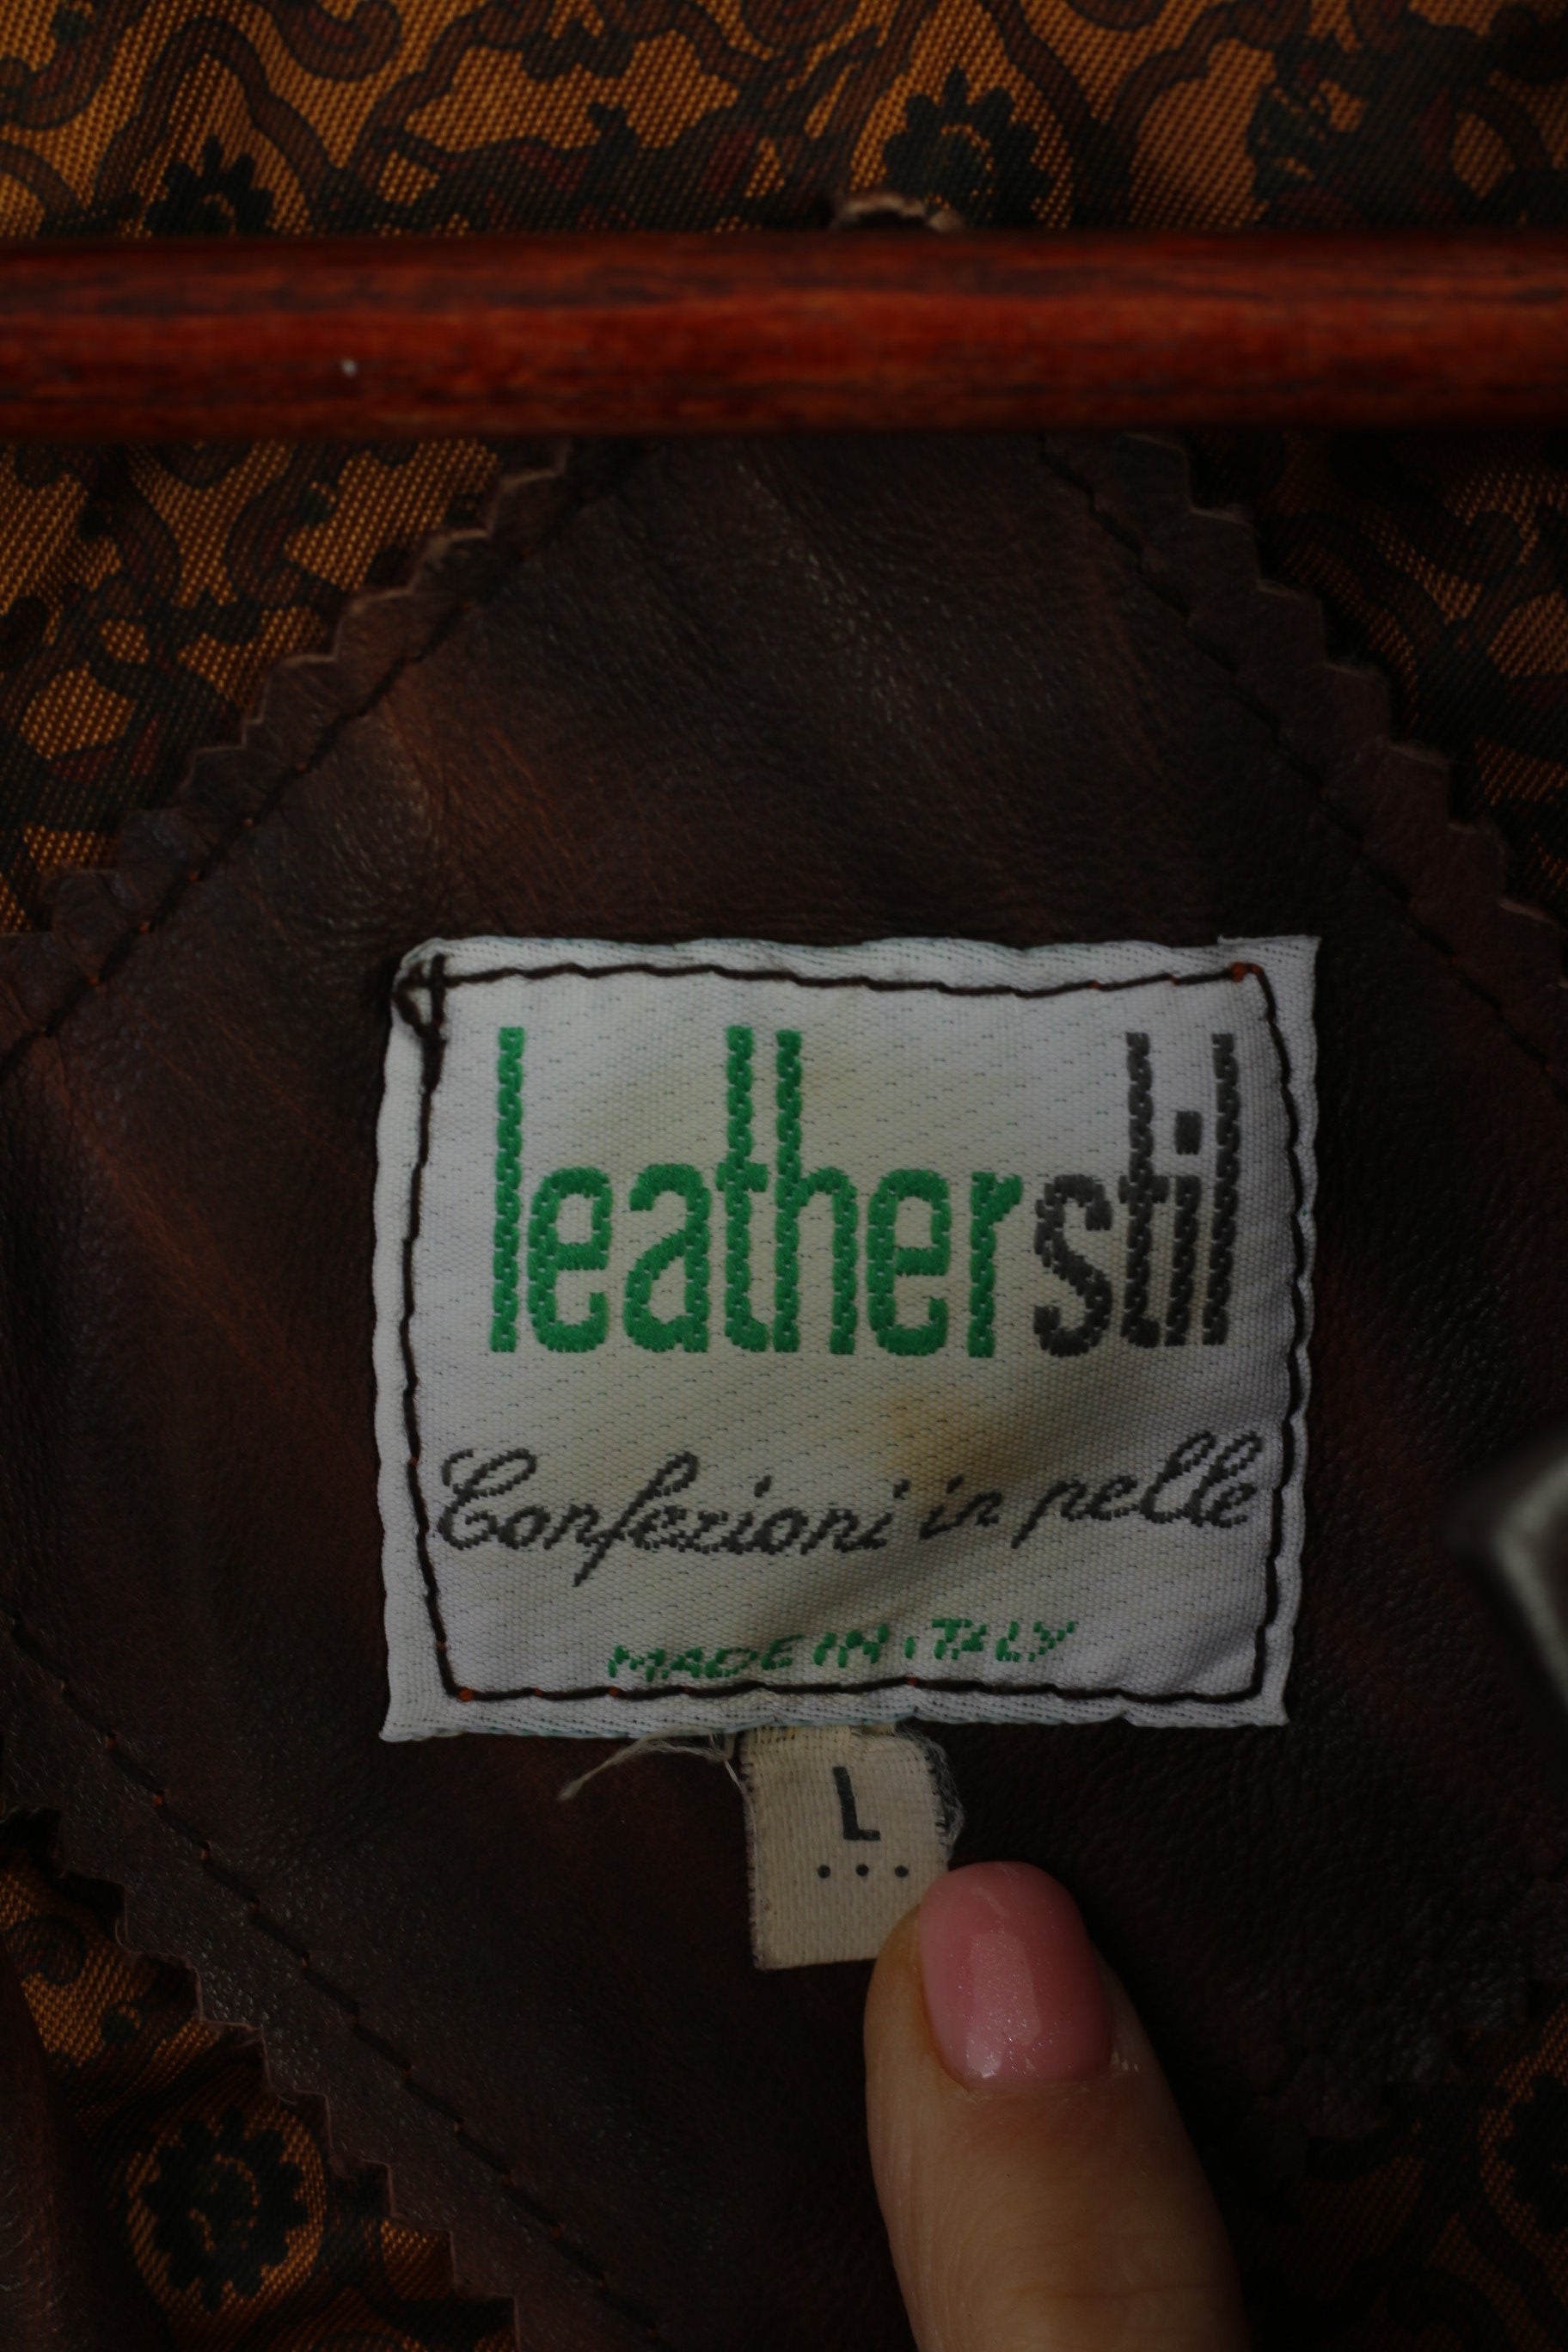 leatherstil
Confezioni in pelle
MADE IN ITALY
L
...